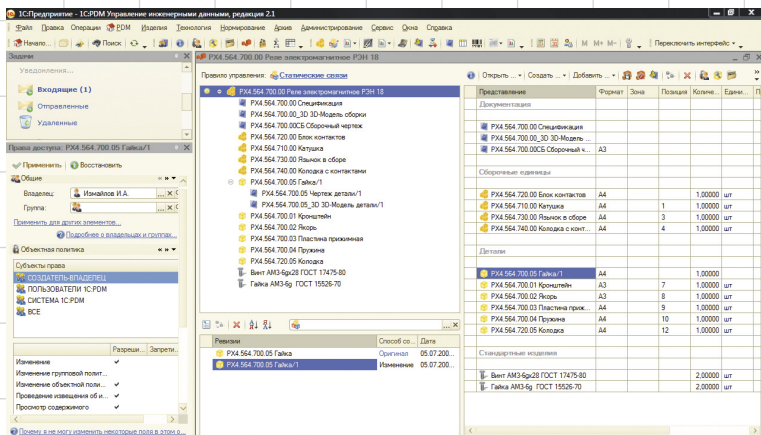 1С:Предприятие - 1С:PDM Управление инженерными данными, редакция 2.1
Файл Правка Операции PDM Изделия Технология Нормирование Архив Администрирование Сервис Окна Справка
Начало... Поиск M M+ M- Переключить интерфейс
Задачи
Уведомления...
Входящие (1)
Отправленные
Удаленные
Права доступа: РХ4.564.700.05 Гайка/1
Применить Восстановить
Общие
Владелец: Измайлов И.А. ... X
Группа: ... X
Применить для других элементов...
Подробнее о владельцах и группах...
Объектная политика
Субъекты права
СОЗДАТЕЛЬ-ВЛАДЕЛЕЦ
ПОЛЬЗОВАТЕЛИ 1С:PDM
СИСТЕМА 1С:PDM
ВСЕ
Разреши... Запрети...
Изменение
Изменение групповой полит...
Изменение объектной поли...
Проведение извещения об и...
Просмотр содержимого
Почему я не могу изменить некоторые поля в этом о...
РХ4.564.700.00 Реле электромагнитное РЭН 18
Правило управления: Статические связи
РХ4.564.700.00 Реле электромагнитное РЭН 18
РХ4.564.700.00 Спецификация
РХ4.564.700.00_3D 3D-Модель сборки
РХ4.564.700.00СБ Сборочный чертеж
РХ4.564.720.00 Блок контактов
РХ4.564.710.00 Катушка
РХ4.564.730.00 Язычок в сборе
РХ4.564.740.00 Колодка с контактами
РХ4.564.700.05 Гайка/1
РХ4.564.700.05 Чертеж детали/1
РХ4.564.700.05_3D 3D-Модель детали/1
РХ4.564.700.01 Кронштейн
РХ4.564.700.02 Якорь
РХ4.564.700.03 Пластина прижимная
РХ4.564.700.04 Пружина
РХ4.564.720.05 Колодка
Винт АМ3-6gx28 ГОСТ 17475-80
Гайка АМ3-6g ГОСТ 15526-70
... X
Ревизии Способ со... Дата
РХ4.564.700.05 Гайка Оригинал 05.07.200...
РХ4.564.700.05 Гайка/1 Изменение 05.07.200...
Открыть ... Создать ... Добавить ...
Представление Формат Зона Позиция Количе... Едини... П
Документация
РХ4.564.700.00 Спецификация
РХ4.564.700.00_3D 3D-Модель ...
РХ4.564.700.00СБ Сборочный ч... А3
Сборочные единицы
РХ4.564.720.00 Блок контактов А4 1,00000 шт
РХ4.564.710.00 Катушка А4 1 1,00000 шт
РХ4.564.730.00 Язычок в сборе А4 3 1,00000 шт
РХ4.564.740.00 Колодка с конт... А4 4 1,00000 шт
Детали
РХ4.564.700.05 Гайка/1 А4 1,00000
РХ4.564.700.01 Кронштейн А3 7 1,00000 шт
РХ4.564.700.02 Якорь А3 8 1,00000 шт
РХ4.564.700.03 Пластина приж... А4 9 1,00000 шт
РХ4.564.700.04 Пружина А4 10 1,00000 шт
РХ4.564.720.05 Колодка А4 12 1,00000 шт
Стандартные изделия
Винт АМ3-6gx28 ГОСТ 17475-80 2,00000 шт
Гайка АМ3-6g ГОСТ 15526-70 2,00000 шт